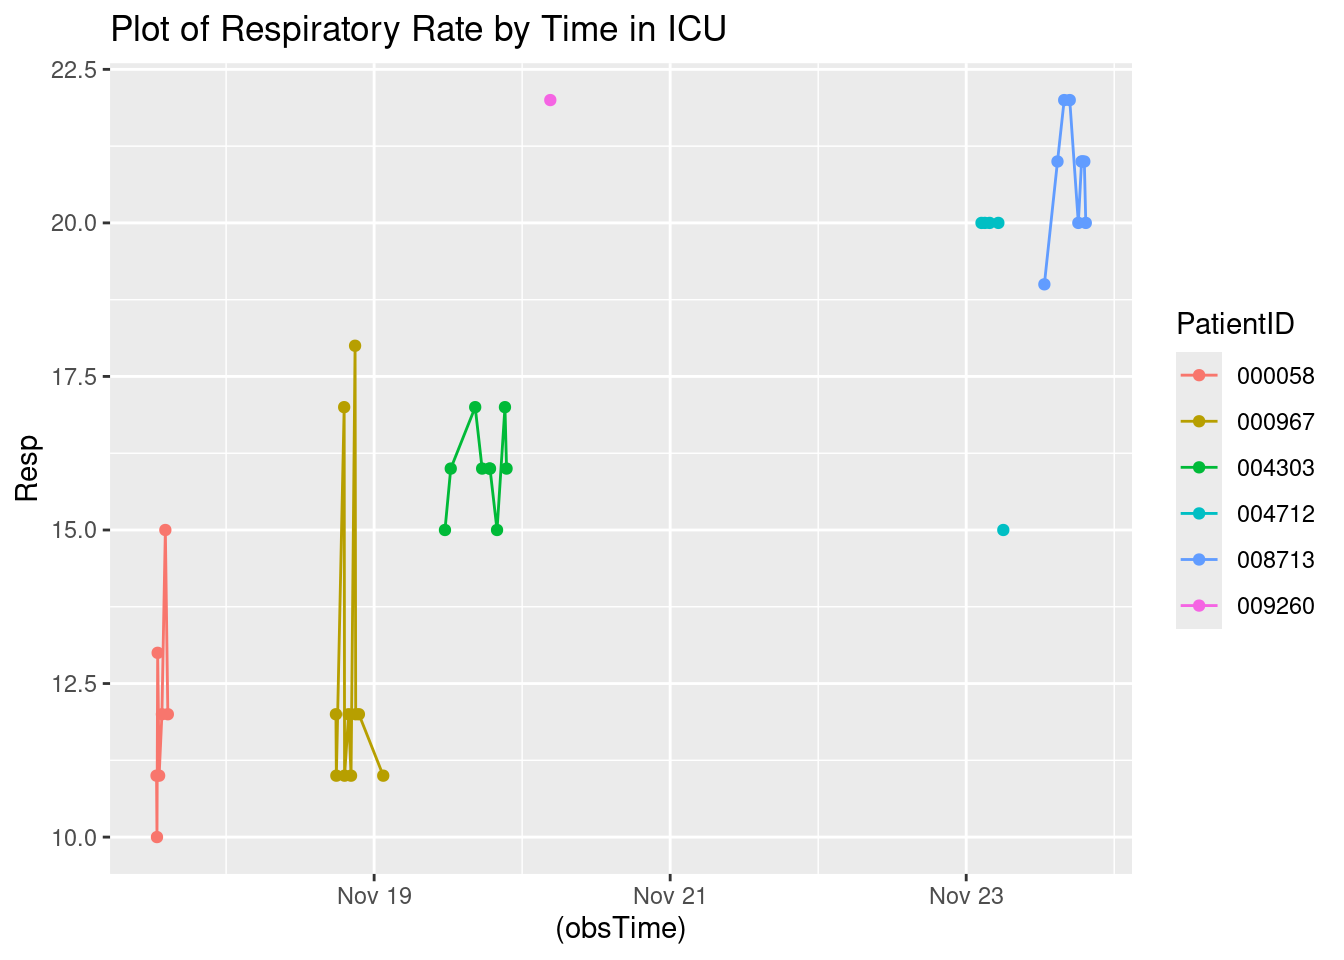 Plot of Respiratory Rate by Time in ICU
22.5
20.0
17.5
15.0
12.5
10.0
Resp
Nov 19
Nov 21
Nov 23
(obsTime)
PatientID
000058
000967
004303
004712
008713
009260